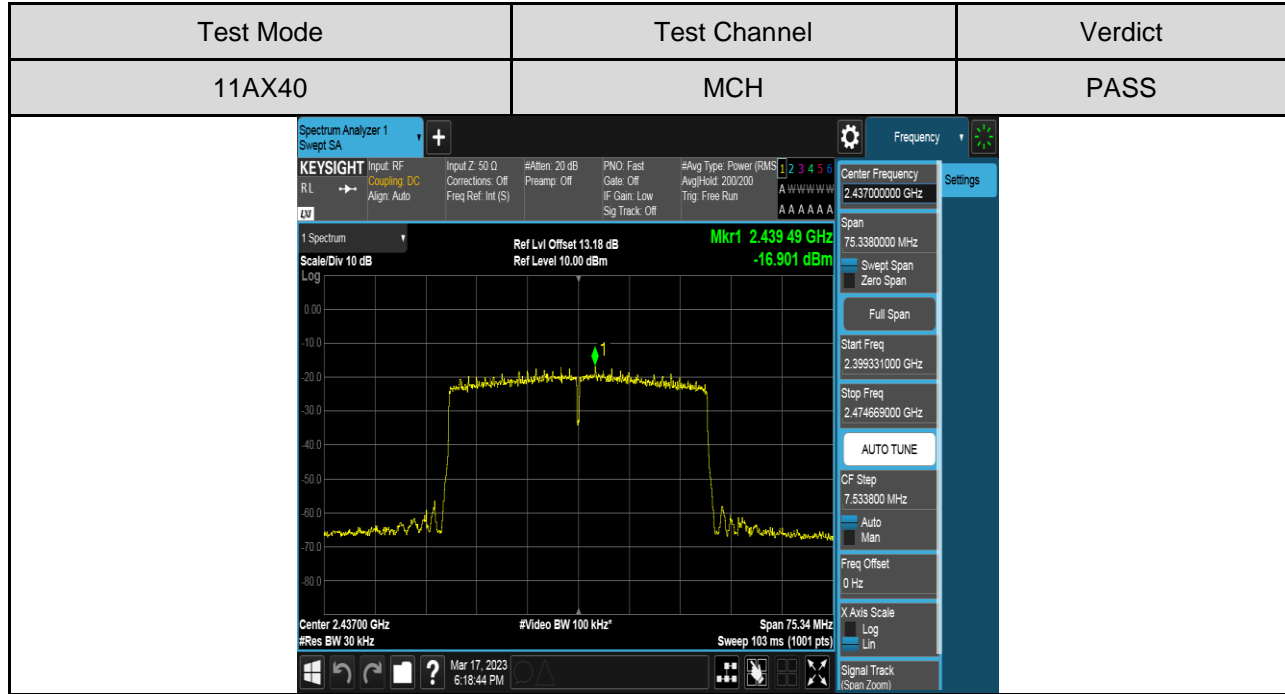 Test Mode
Test Channel
Verdict
11AX40
MCH
PASS
Spectrum Analyzer 1
Swept SA
+
Frequency
KEYSIGHT
RL
LXI
Input: RF
Coupling: DC
Align: Auto
Input Z: 50 Ω
Corrections: Off
Freq Ref: Int (S)
#Atten: 20 dB
Preamp: Off
PNO: Fast
Gate: Off
IF Gain: Low
Sig Track: Off
#Avg Type: Power (RMS
Avg|Hold: 200/200
Trig: Free Run
1 2 3 4 5 6
A W W W W W
A A A A A A
1 Spectrum
Scale/Div 10 dB
Ref Lvl Offset 13.18 dB
Ref Level 10.00 dBm
Mkr1 2.439 49 GHz
-16.901 dBm
Log
0.00
-10.0
-20.0
-30.0
-40.0
-50.0
-60.0
-70.0
-80.0
1
Center 2.43700 GHz
#Res BW 30 kHz
#Video BW 100 kHz*
Span 75.34 MHz
Sweep 103 ms (1001 pts)
?
Mar 17, 2023
6:18:44 PM
Center Frequency
2.437000000 GHz
Settings
Span
75.3380000 MHz
Swept Span
Zero Span
Full Span
Start Freq
2.399331000 GHz
Stop Freq
2.474669000 GHz
AUTO TUNE
CF Step
7.533800 MHz
Auto
Man
Freq Offset
0 Hz
X Axis Scale
Log
Lin
Signal Track
(Span Zoom)